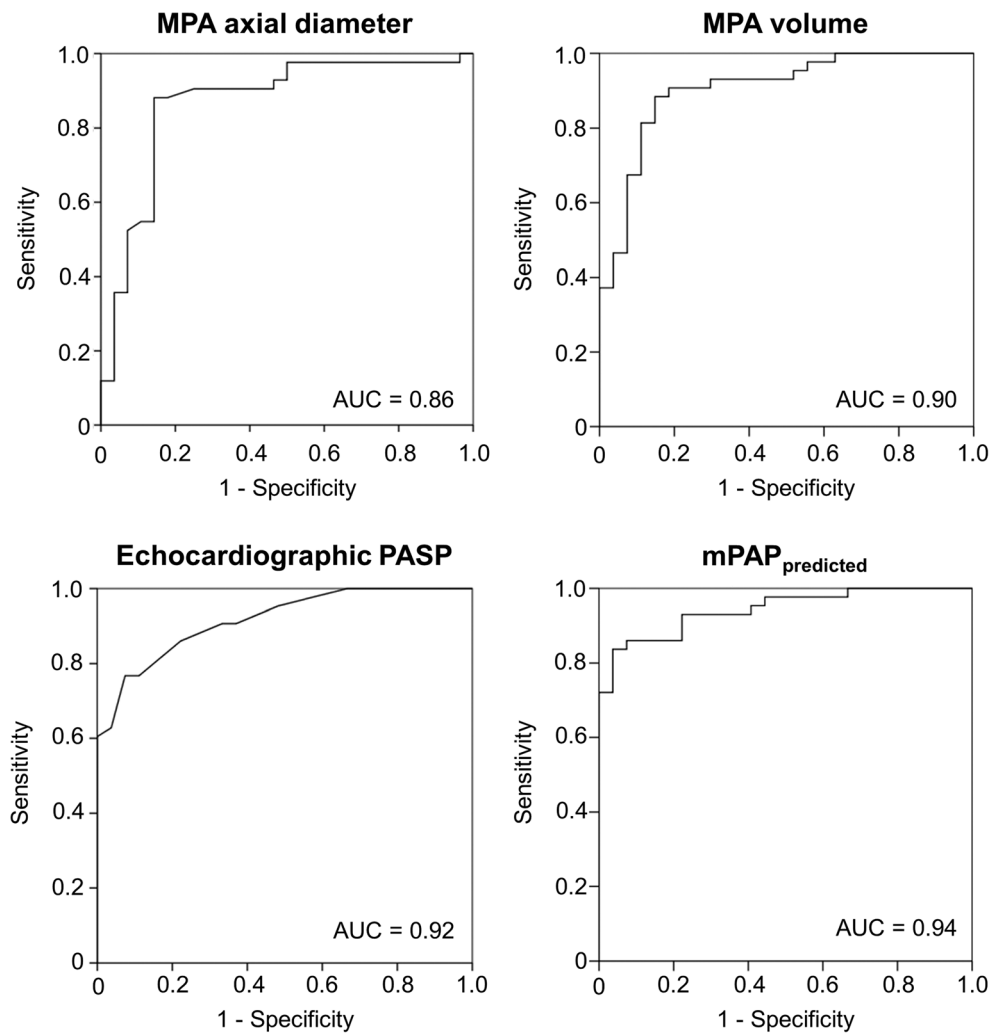 MPA axial diameter
1.0
0.8
0.6
0.4
0.2
0
Sensitivity
AUC = 0.86
0 0.2 0.4 0.6 0.8 1.0
1 - Specificity
MPA volume
1.0
0.8
0.6
0.4
0.2
0
Sensitivity
AUC = 0.90
0 0.2 0.4 0.6 0.8 1.0
1 - Specificity
Echocardiographic PASP
1.0
0.8
0.6
0.4
0.2
0
Sensitivity
AUC = 0.92
0 0.2 0.4 0.6 0.8 1.0
1 - Specificity
mPAPpredicted
1.0
0.8
0.6
0.4
0.2
0
Sensitivity
AUC = 0.94
0 0.2 0.4 0.6 0.8 1.0
1 - Specificity